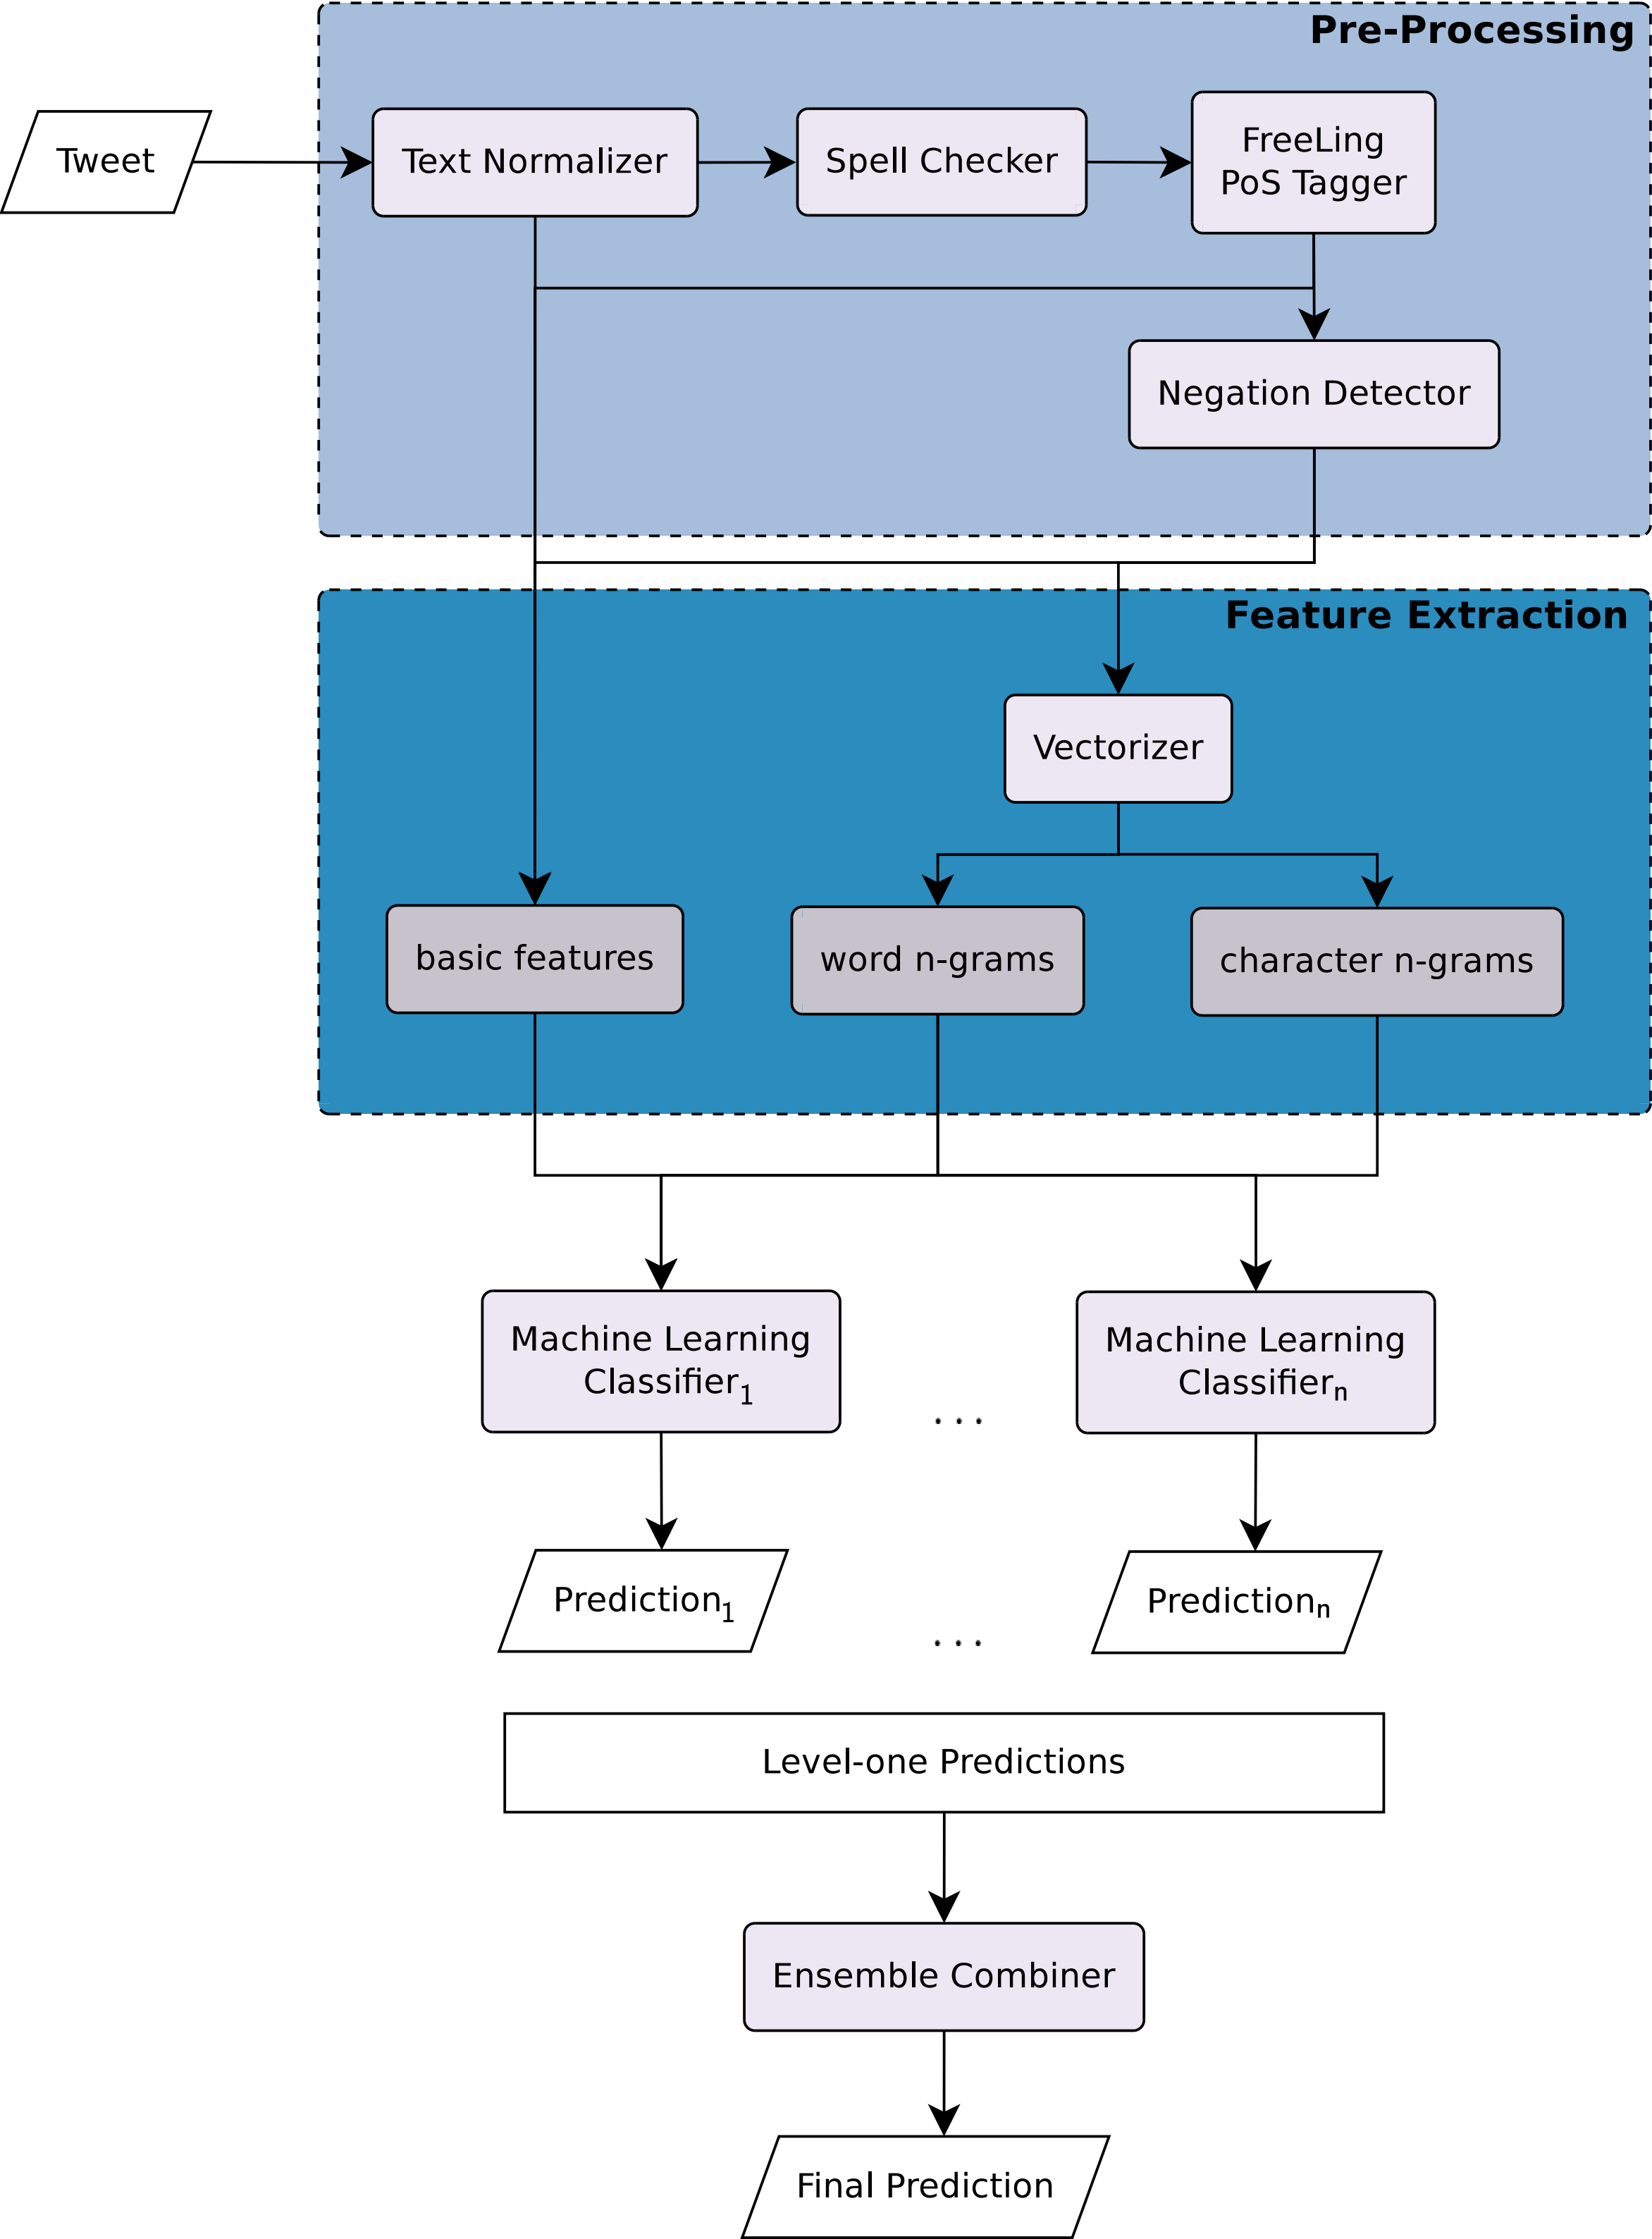 Pre-Processing
Tweet
Text Normalizer
Spell Checker
FreeLing
PoS Tagger
Negation Detector
Feature Extraction
Vectorizer
basic features
word n-grams
character n-grams
Machine Learning
Classifier1
Machine Learning
Classifiern
...
Prediction1
Predictionn
...
Level-one Predictions
Ensemble Combiner
Final Prediction